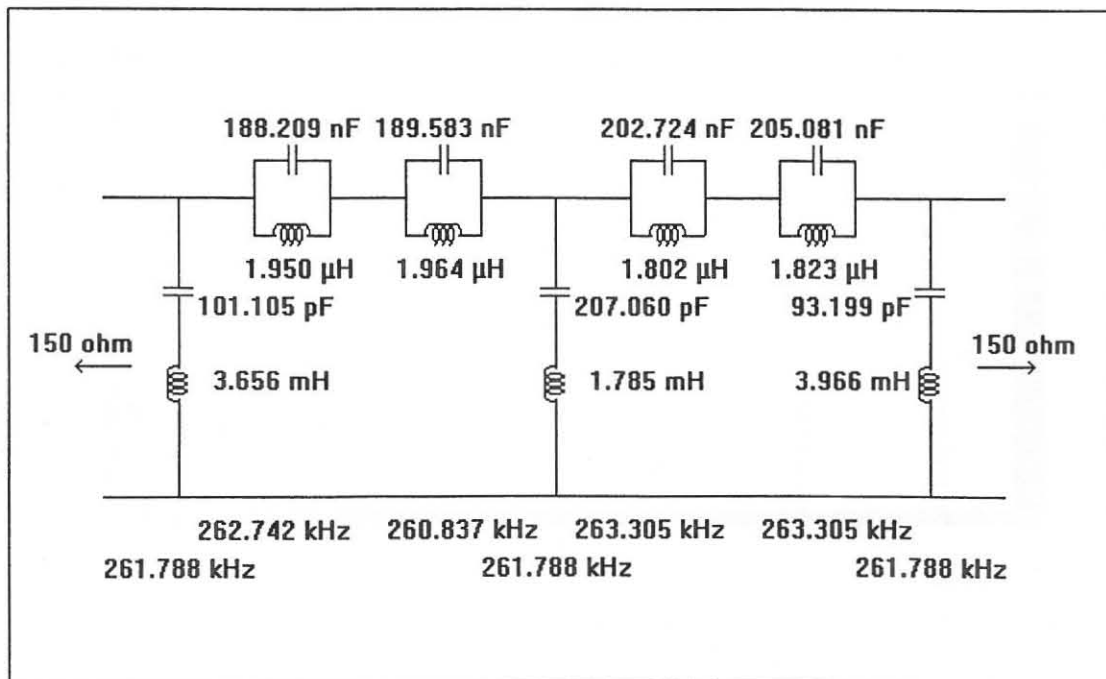 188.209 nF 189.583 nF 202.724 nF 205.081 nF
1.950 µH 1.964 µH 1.802 µH 1.823 µH
101.105 pF 207.060 pF 93.199 pF
150 ohm 150 ohm
3.656 mH 1.785 mH 3.966 mH
262.742 kHz 260.837 kHz 263.305 kHz 263.305 kHz
261.788 kHz 261.788 kHz 261.788 kHz